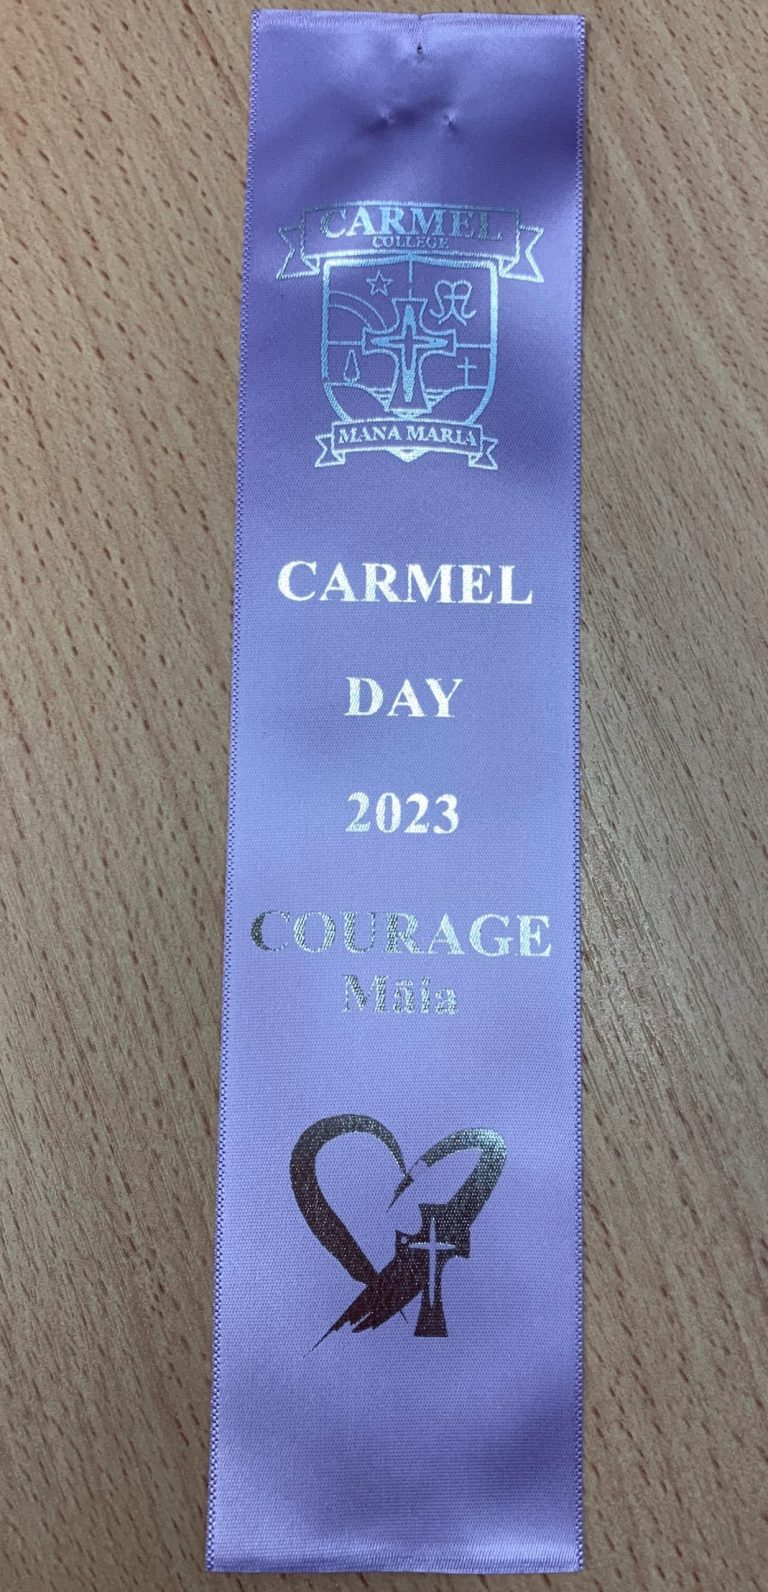 CARMEL
COLLEGE
MANA MARIA
CARMEL
DAY
2023
COURAGE
Māia